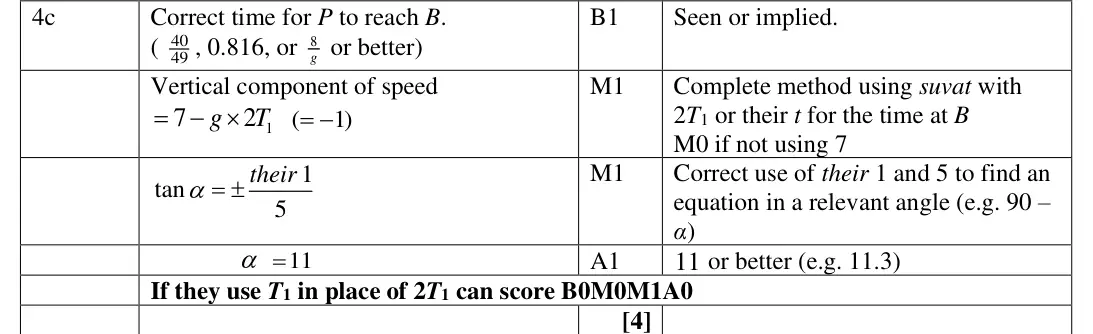 4c Correct time for P to reach B. B1 Seen or implied.
( 40/49 , 0.816, or 8/g or better)
Vertical component of speed M1 Complete method using suvat with
= 7 − g × 2T₁ (= −1) 2T₁ or their t for the time at B
M0 if not using 7
tan α = ± their 1 / 5 M1 Correct use of their 1 and 5 to find an
equation in a relevant angle (e.g. 90 –
α)
α = 11 A1 11 or better (e.g. 11.3)
If they use T₁ in place of 2T₁ can score B0M0M1A0
[4]